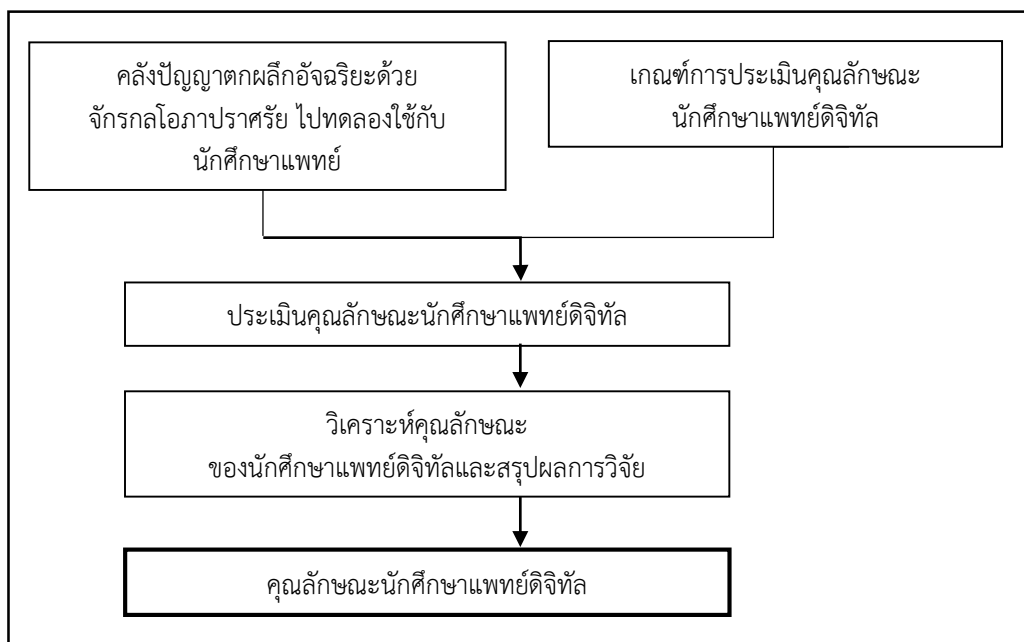 คลังปัญญาตกผลึกอัจฉริยะด้วย
จักรกลโอภาปราศรัย ไปทดลองใช้กับ
นักศึกษาแพทย์
เกณฑ์การประเมินคุณลักษณะ
นักศึกษาแพทย์ดิจิทัล
ประเมินคุณลักษณะนักศึกษาแพทย์ดิจิทัล
วิเคราะห์คุณลักษณะ
ของนักศึกษาแพทย์ดิจิทัลและสรุปผลการวิจัย
คุณลักษณะนักศึกษาแพทย์ดิจิทัล